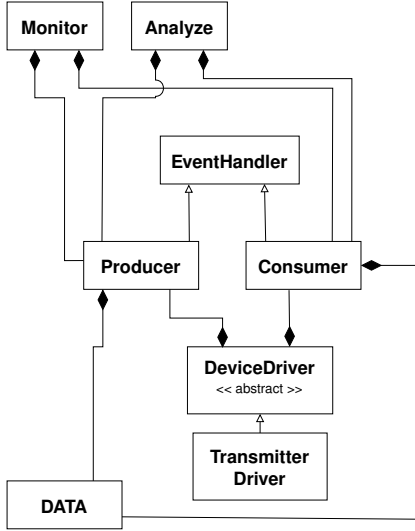 Monitor
Analyze
EventHandler
Producer
Consumer
DeviceDriver
<< abstract >>
Transmitter
Driver
DATA